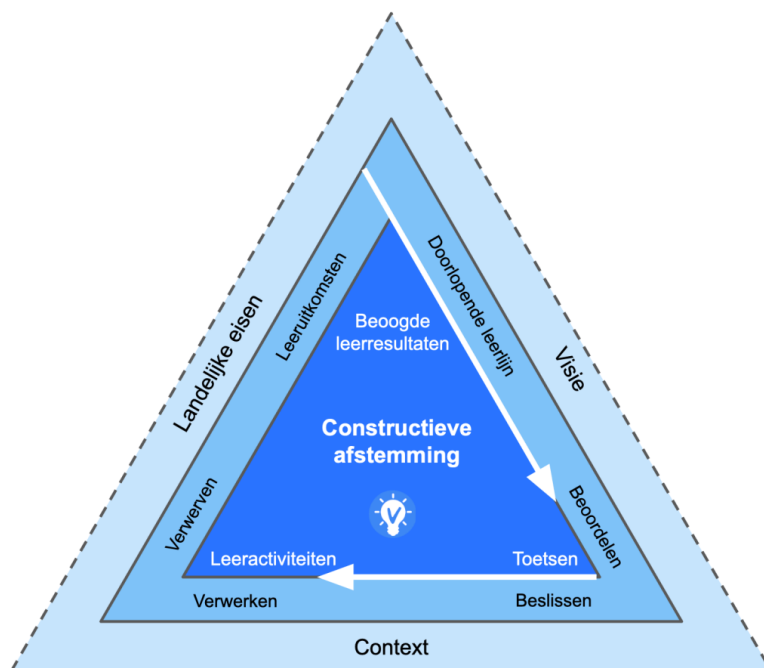 Landelijke eisen
Visie
Context
Leeruitkomsten
Doorlopende leerlijn
Verwerven
Beoordelen
Verwerken
Beslissen
Beoogde
leerresultaten
Constructieve
afstemming
Leeractiviteiten
Toetsen